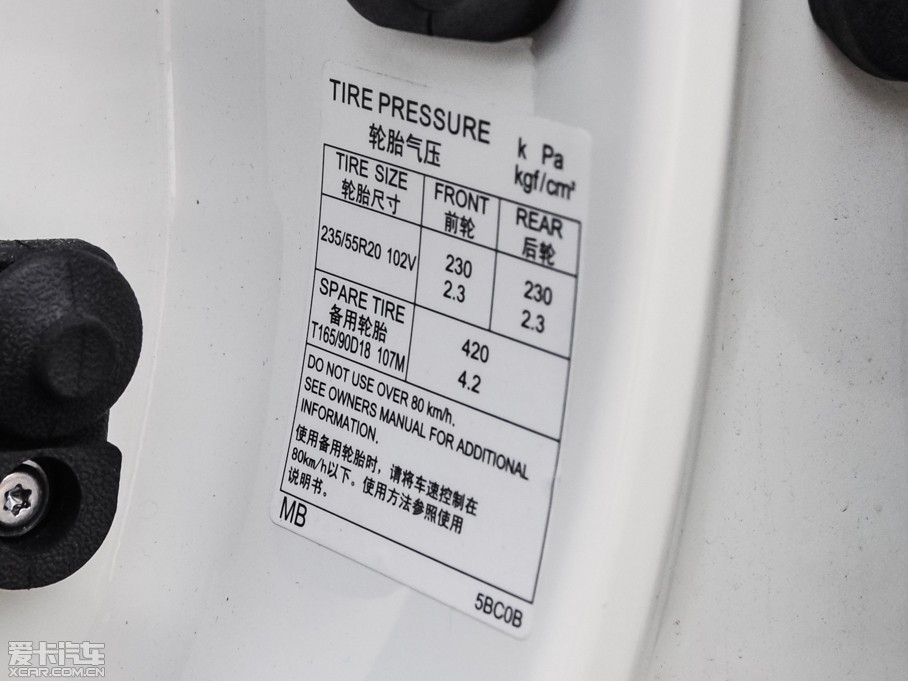 TIRE PRESSURE
轮胎气压
k Pa
kgf/cm²
TIRE SIZE
轮胎尺寸
FRONT
前轮
REAR
后轮
235/55R20 102V
230
2.3
230
2.3
SPARE TIRE
备用轮胎
T165/90D18 107M
420
4.2
DO NOT USE OVER 80 km/h.
SEE OWNERS MANUAL FOR ADDITIONAL
INFORMATION.
使用备用轮胎时，请将车速控制在
80km/h以下。使用方法参照使用
说明书。
MB
5BC0B
爱卡汽车
XCAR.COM.CN